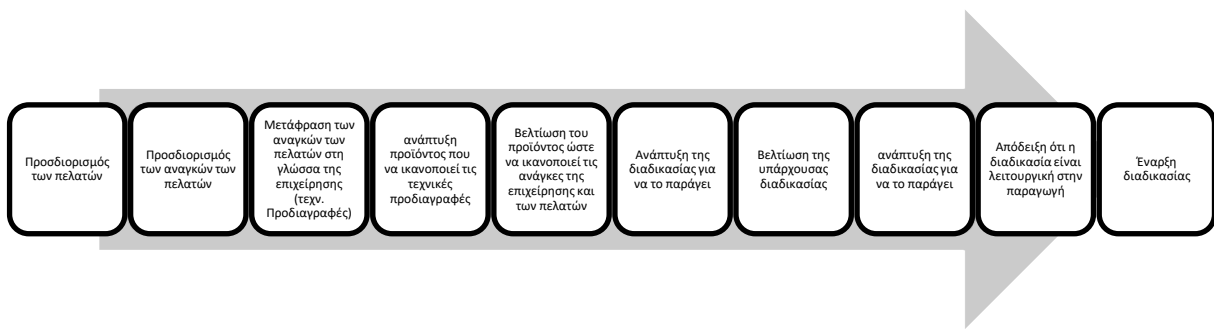 Προσδιορισμός
των πελατών
Προσδιορισμός
των αναγκών των
πελατών
Μετάφραση των
αναγκών των
πελατών στη
γλώσσα της
επιχείρησης
(τεχν.
Προδιαγραφές)
ανάπτυξη
προϊόντος που
να ικανοποιεί τις
τεχνικές
προδιαγραφές
Βελτίωση του
προϊόντος ώστε
να ικανοποιεί τις
ανάγκες της
επιχείρησης και
των πελατών
Ανάπτυξη της
διαδικασίας για
να το παράγει
Βελτίωση της
υπάρχουσας
διαδικασίας
ανάπτυξη της
διαδικασίας για
να το παράγει
Απόδειξη ότι η
διαδικασία είναι
λειτουργική στην
παραγωγή
Έναρξη
διαδικασίας